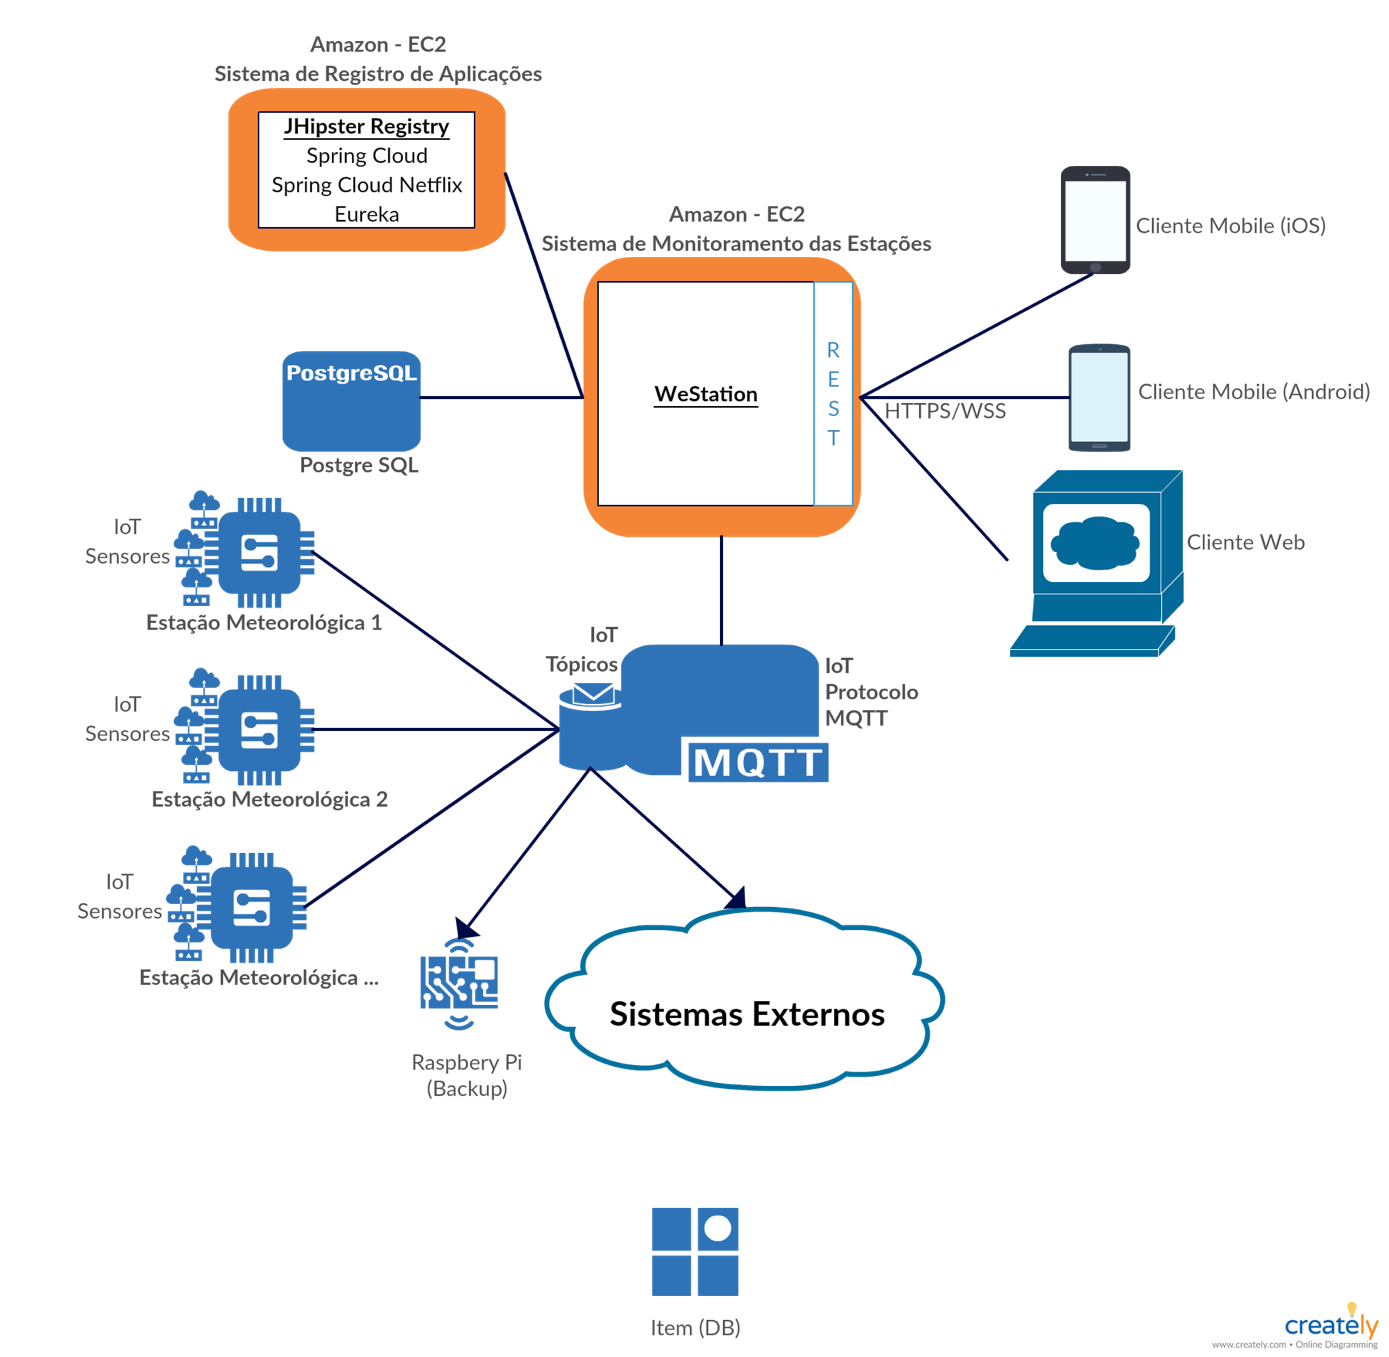 Amazon - EC2
Sistema de Registro de Aplicações
JHipster Registry
Spring Cloud
Spring Cloud Netflix
Eureka
Amazon - EC2
Sistema de Monitoramento das Estações
WeStation
R
E
S
T
Cliente Mobile (iOS)
Cliente Mobile (Android)
HTTPS/WSS
Cliente Web
PostgreSQL
Postgre SQL
IoT
Sensores
Estação Meteorológica 1
IoT
Sensores
Estação Meteorológica 2
IoT
Sensores
Estação Meteorológica ...
IoT
Tópicos
IoT
Protocolo
MQTT
MQTT
Raspbery Pi
(Backup)
Sistemas Externos
Item (DB)
creately
www.creately.com • Online Diagramming